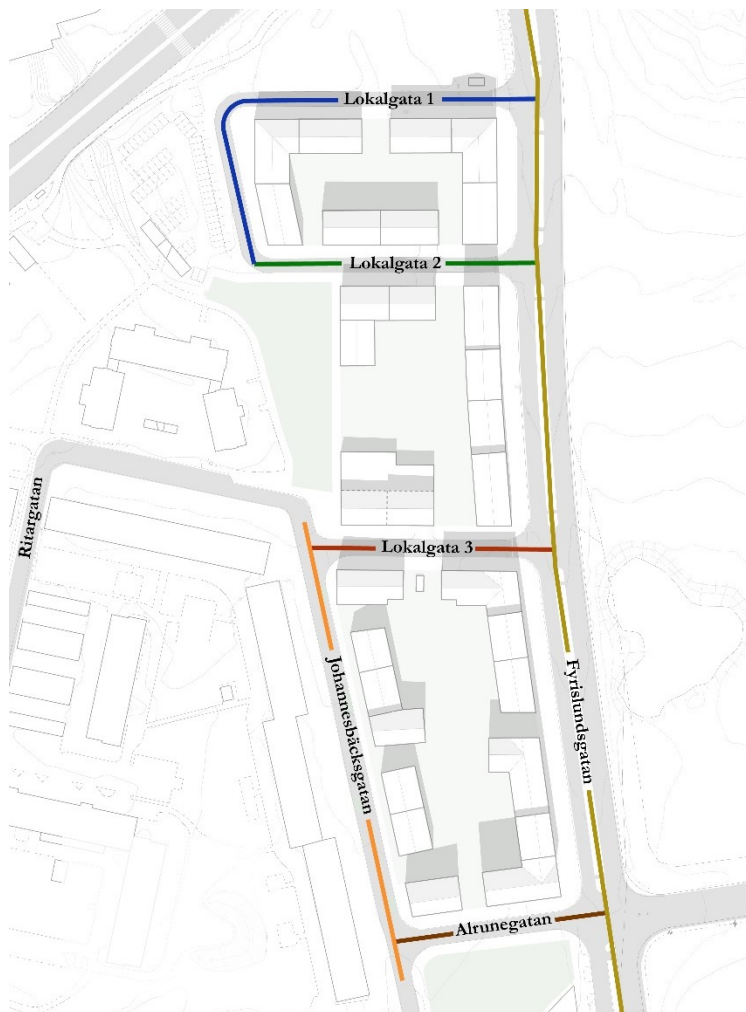 Lokalgata 1
Lokalgata 2
Ritargatan
Lokalgata 3
Johannesbäcksgatan
Fyrislundsgatan
Alrunegatan